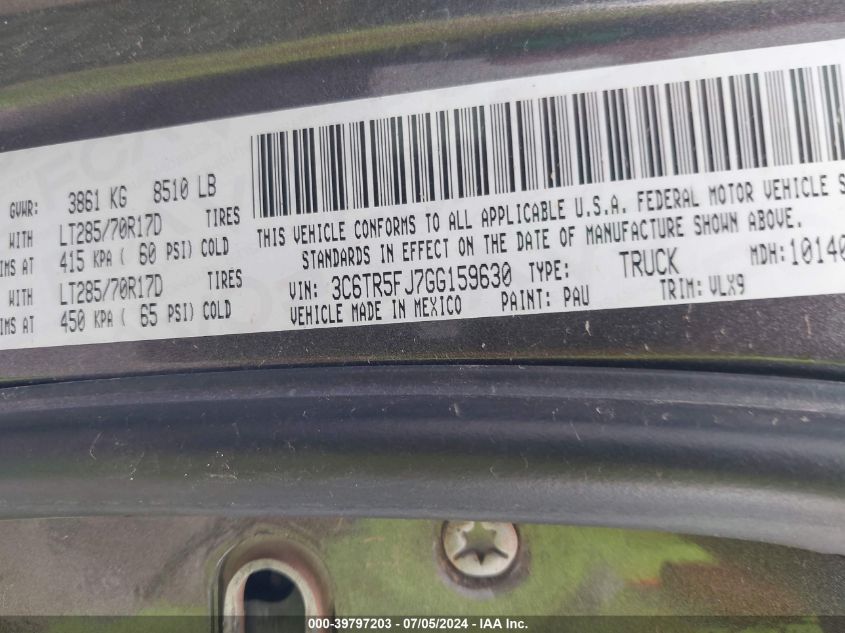 GVWR: 3861 KG 8510 LB
WITH LT285/70R17D TIRES
IMS AT 415 KPA ( 60 PSI) COLD
WITH LT285/70R17D TIRES
IMS AT 450 KPA ( 65 PSI) COLD
THIS VEHICLE CONFORMS TO ALL APPLICABLE U.S.A. FEDERAL MOTOR VEHICLE S
STANDARDS IN EFFECT ON THE DATE OF MANUFACTURE SHOWN ABOVE.
VIN: 3C6TR5FJ7GG159630 TYPE: TRUCK MDH:10140
VEHICLE MADE IN MEXICO PAINT: PAU TRIM: VLX9
000-39797203 - 07/05/2024 - IAA Inc.